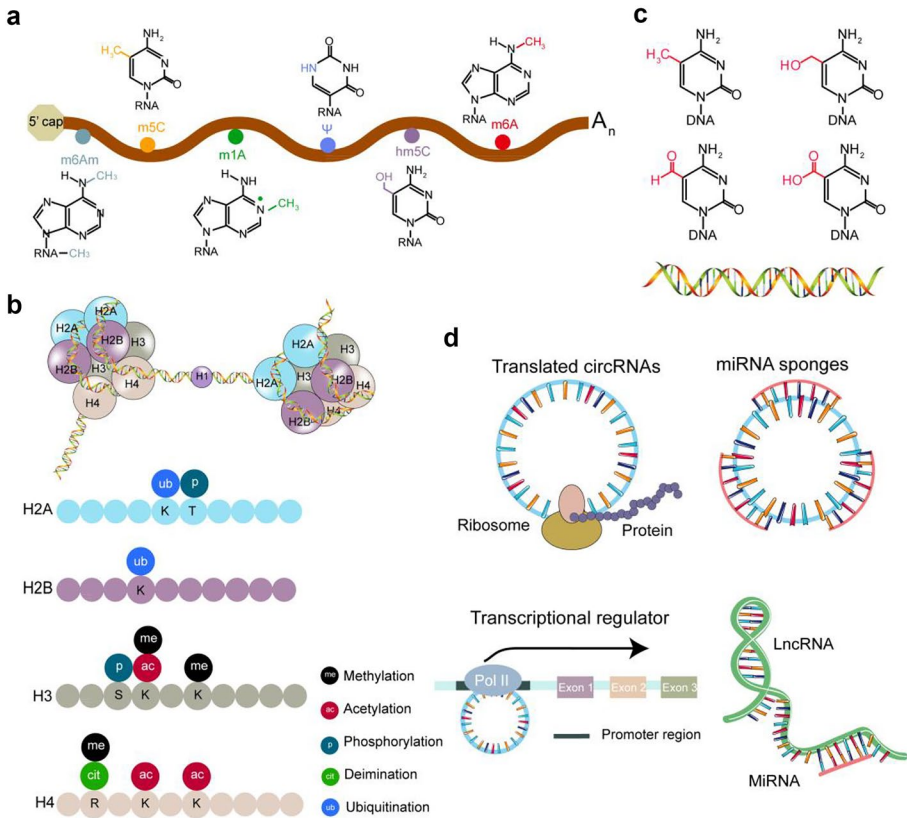 a
H₃C
NH₂
N
N
O
RNA
O
HN
NH
O
RNA
H
N
CH₃
N
N
N
N
RNA
5' cap
m5C
Ψ
m6A
Aₙ
m6Am
m1A
hm5C
H
N
CH₃
N
N
N
N
RNA
CH₃
H
NH
N
N
N
N
CH₃
RNA
OH
NH₂
N
N
O
RNA
c
H₃C
NH₂
N
N
O
DNA
HO
NH₂
N
N
O
DNA
O
H
NH₂
N
N
O
DNA
O
HO
NH₂
N
N
O
DNA
b
H2A
H2A
H2B
H3
H2B
H3
H4
H4
H1
H2A
H3
H2A
H3
H2B
H4
H2B
H4
ub
p
H2A
K
T
ub
H2B
K
me
p
ac
me
H3
S
K
K
me
cit
ac
ac
H4
R
K
K
me Methylation
ac Acetylation
p Phosphorylation
cit Deimination
ub Ubiquitination
d
Translated circRNAs
miRNA sponges
Ribosome
Protein
Transcriptional regulator
Pol II
Exon 1
Exon 2
Exon 3
Promoter region
LncRNA
MiRNA